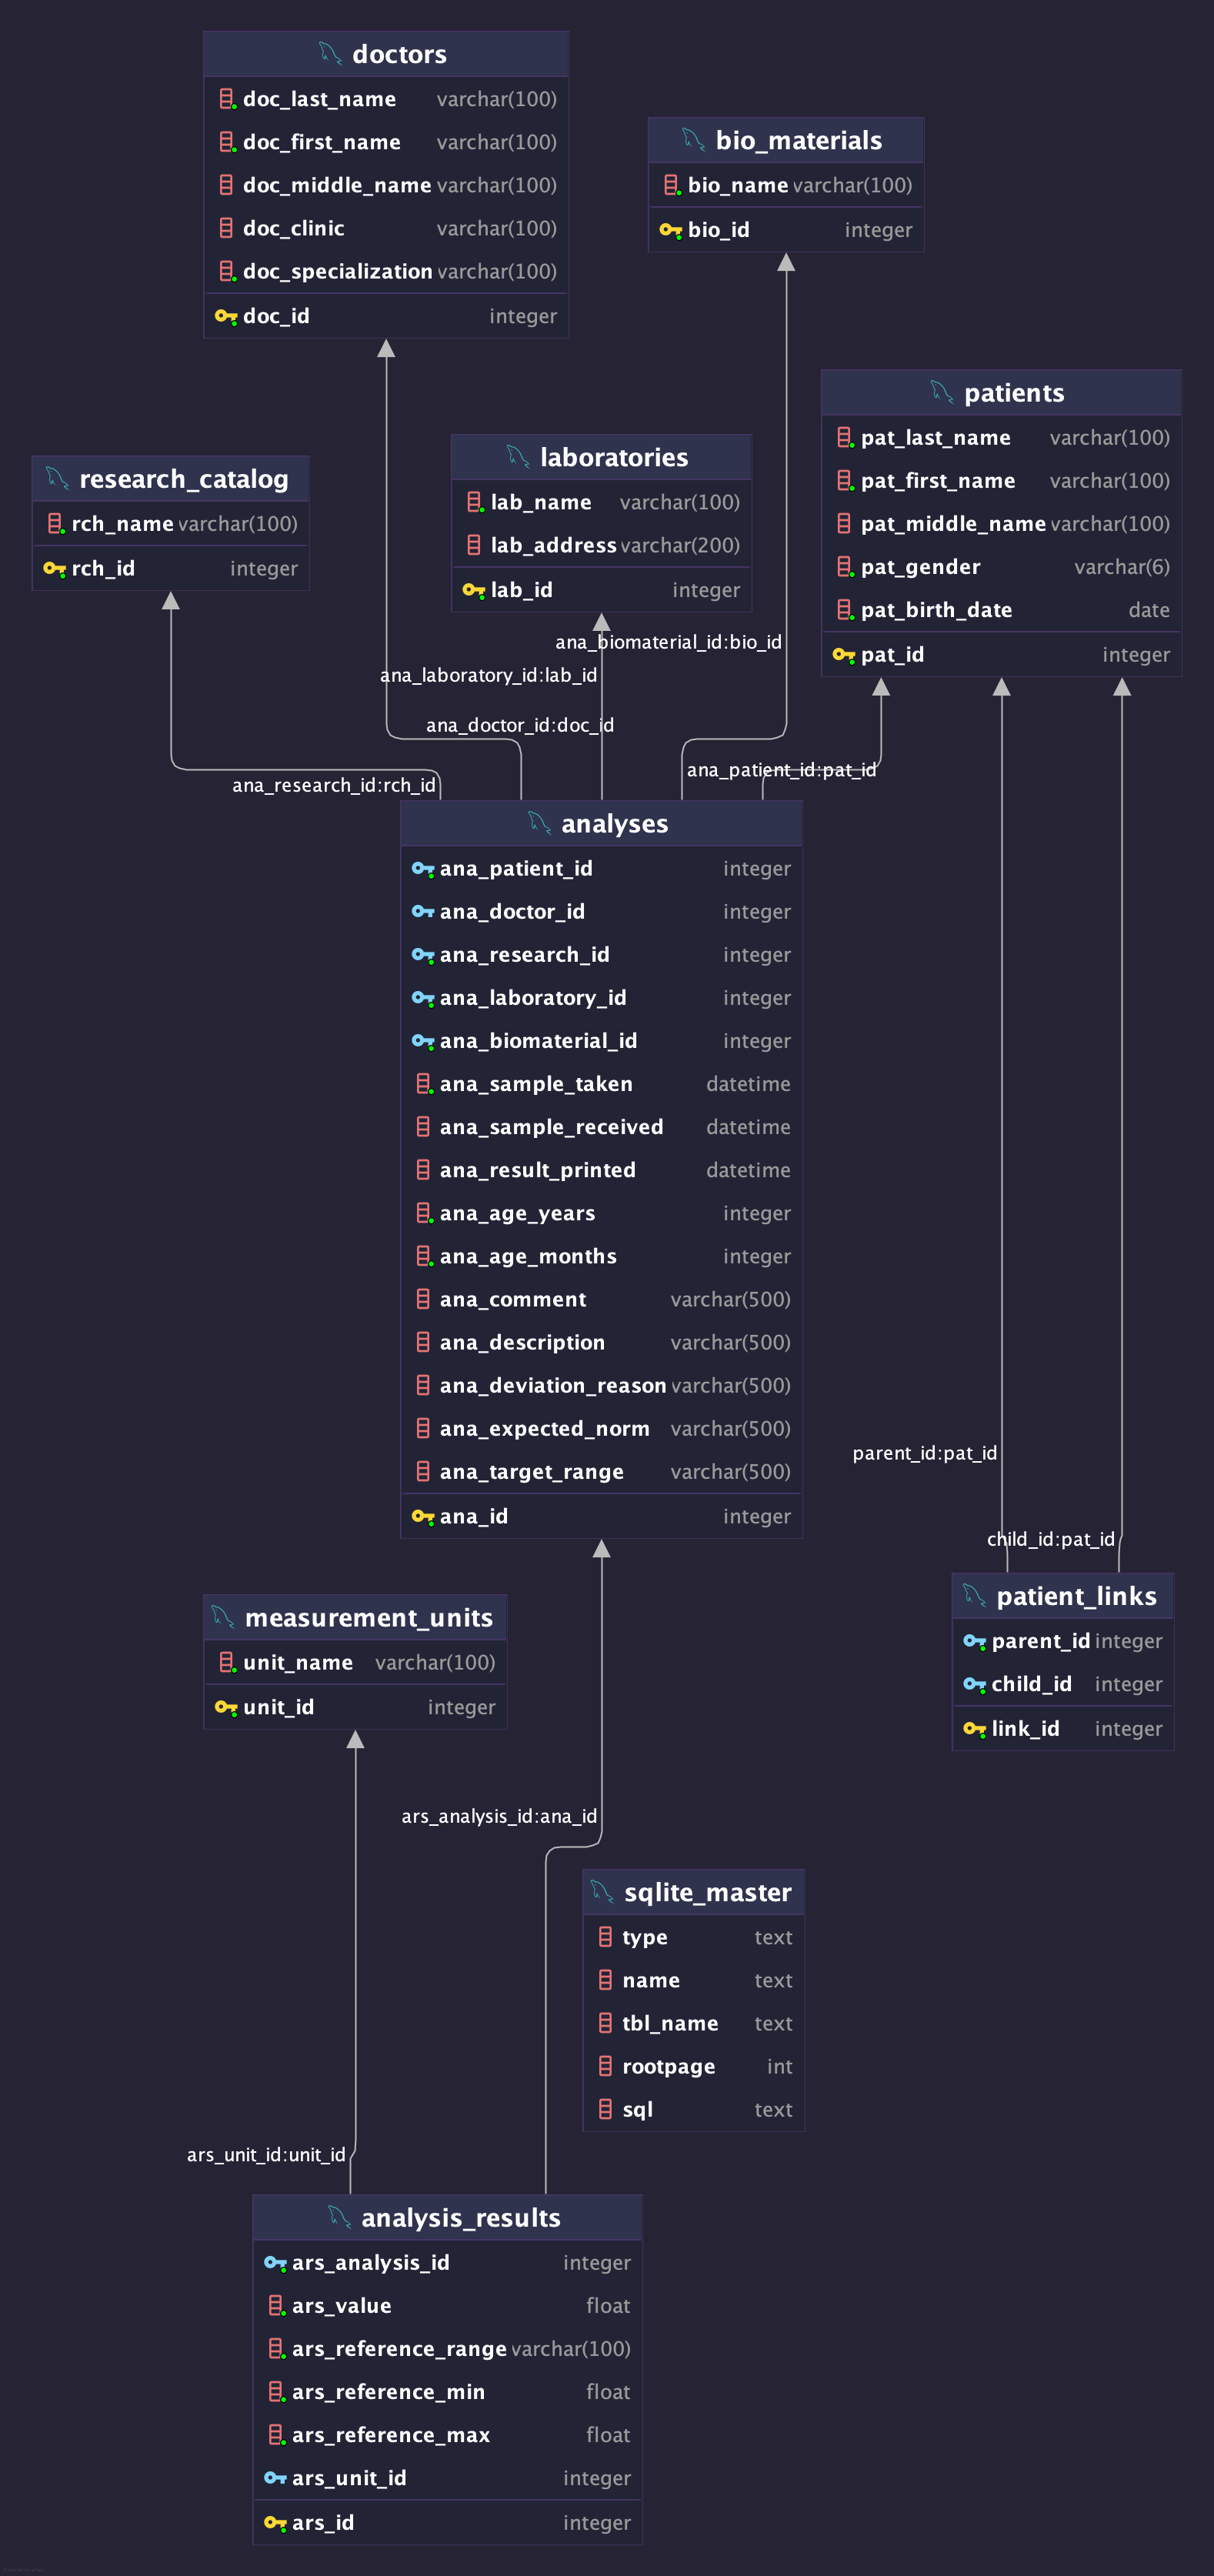 doctors
doc_last_name varchar(100)
doc_first_name varchar(100)
doc_middle_name varchar(100)
doc_clinic varchar(100)
doc_specialization varchar(100)
doc_id integer
bio_materials
bio_name varchar(100)
bio_id integer
patients
pat_last_name varchar(100)
pat_first_name varchar(100)
pat_middle_name varchar(100)
pat_gender varchar(6)
pat_birth_date date
pat_id integer
laboratories
lab_name varchar(100)
lab_address varchar(200)
lab_id integer
research_catalog
rch_name varchar(100)
rch_id integer
ana_biomaterial_id:bio_id
ana_laboratory_id:lab_id
ana_doctor_id:doc_id
ana_patient_id:pat_id
ana_research_id:rch_id
analyses
ana_patient_id integer
ana_doctor_id integer
ana_research_id integer
ana_laboratory_id integer
ana_biomaterial_id integer
ana_sample_taken datetime
ana_sample_received datetime
ana_result_printed datetime
ana_age_years integer
ana_age_months integer
ana_comment varchar(500)
ana_description varchar(500)
ana_deviation_reason varchar(500)
ana_expected_norm varchar(500)
ana_target_range varchar(500)
ana_id integer
parent_id:pat_id
child_id:pat_id
patient_links
parent_id integer
child_id integer
link_id integer
measurement_units
unit_name varchar(100)
unit_id integer
ars_analysis_id:ana_id
sqlite_master
type text
name text
tbl_name text
rootpage int
sql text
ars_unit_id:unit_id
analysis_results
ars_analysis_id integer
ars_value float
ars_reference_range varchar(100)
ars_reference_min float
ars_reference_max float
ars_unit_id integer
ars_id integer